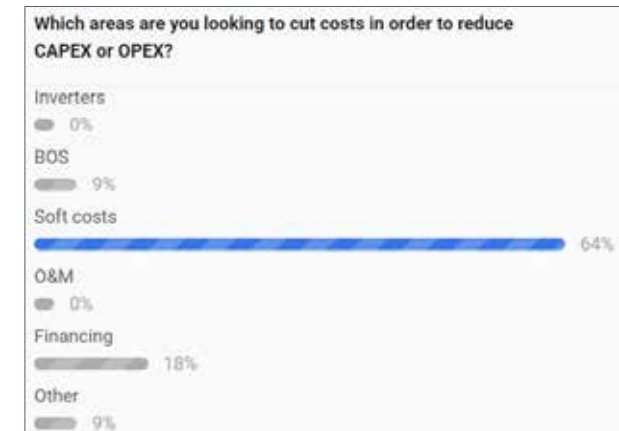 Which areas are you looking to cut costs in order to reduce
CAPEX or OPEX?
Inverters
0%
BOS
9%
Soft costs
64%
O&M
0%
Financing
18%
Other
9%